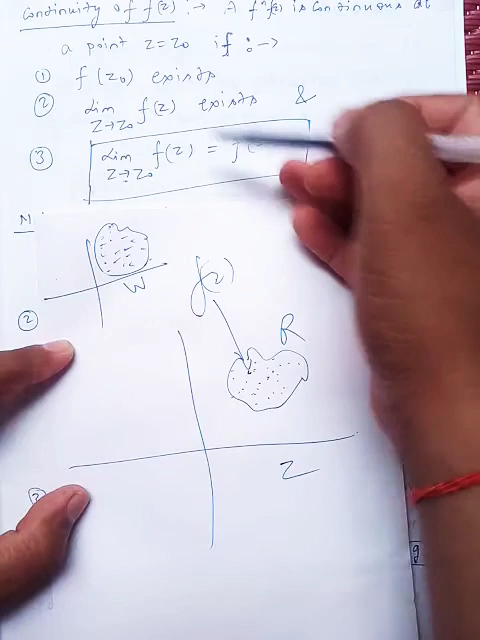 Continuity of f(z) :→ A fⁿ f(z) is continuous at
a point z=z₀ if :→
① f(z₀) exists
② lim f(z) exists &
z→z₀
③ lim f(z) = f(
z→z₀
M
W
f(z)
②
R
Z
g